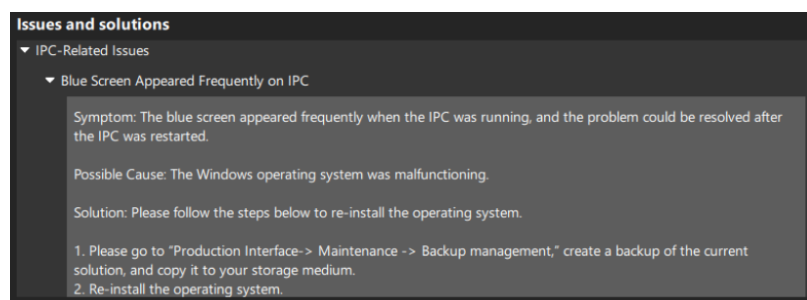 Issues and solutions
IPC-Related Issues
Blue Screen Appeared Frequently on IPC
Symptom: The blue screen appeared frequently when the IPC was running, and the problem could be resolved after
the IPC was restarted.
Possible Cause: The Windows operating system was malfunctioning.
Solution: Please follow the steps below to re-install the operating system.
1. Please go to “Production Interface-> Maintenance -> Backup management,” create a backup of the current
solution, and copy it to your storage medium.
2. Re-install the operating system.